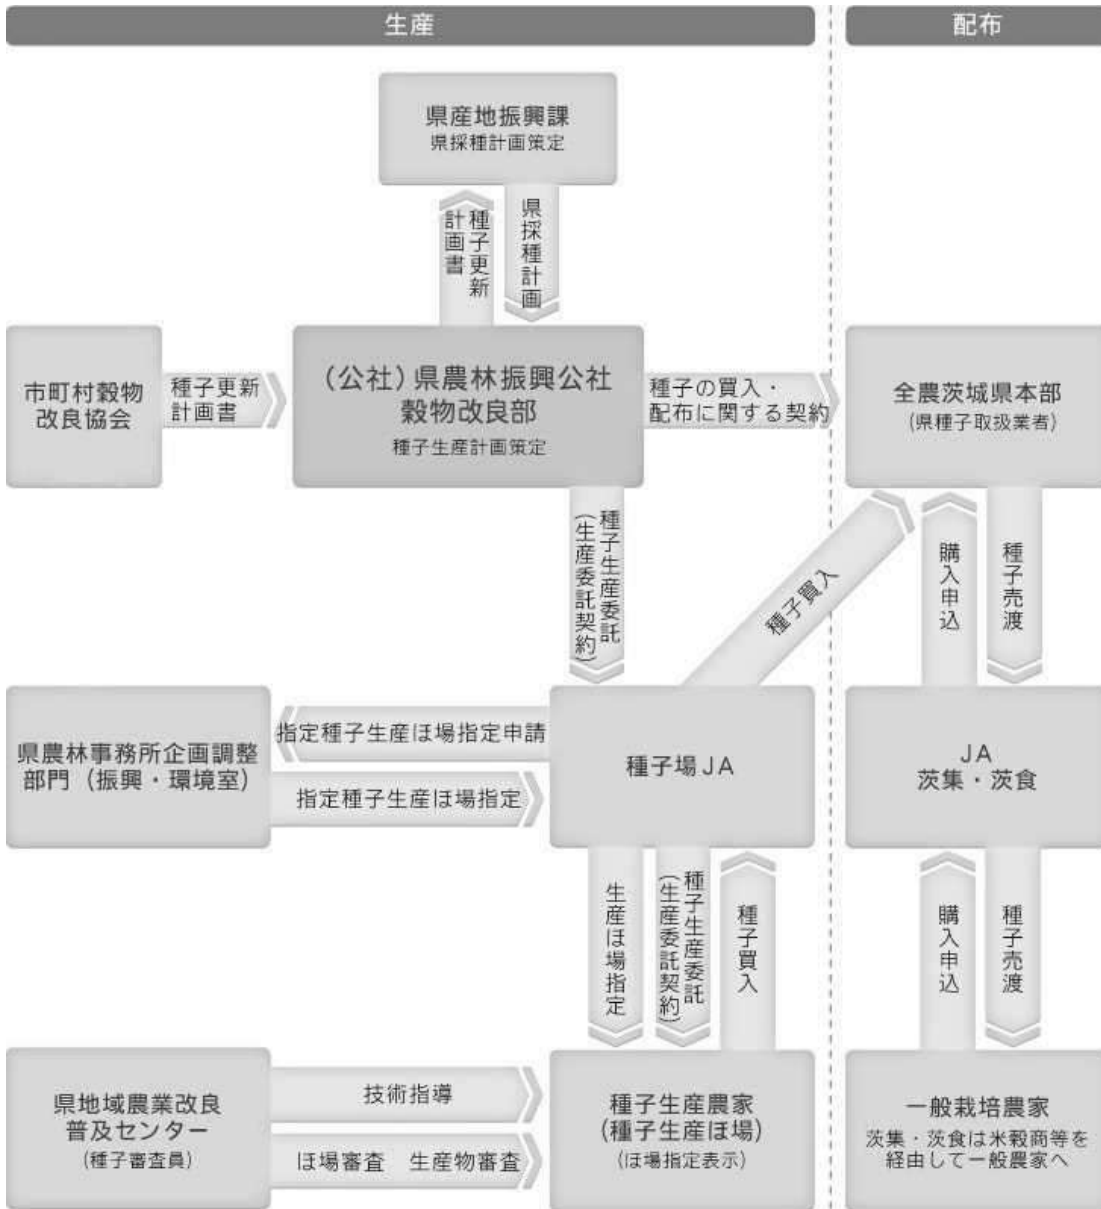 生産
配布
県産地振興課
県採種計画策定
種子更新
計画書
県採種計画
市町村穀物
改良協会
種子更新
計画書
(公社)県農林振興公社
穀物改良部
種子生産計画策定
種子の買入・
配布に関する契約
全農茨城県本部
(県種子取扱業者)
種子生産委託
(生産委託契約)
種子買入
購入申込
種子売渡
県農林事務所企画調整
部門(振興・環境室)
指定種子生産ほ場指定申請
指定種子生産ほ場指定
種子場JA
JA
茨集・茨食
生産ほ場指定
種子生産委託
(生産委託契約)
種子買入
購入申込
種子売渡
県地域農業改良
普及センター
(種子審査員)
技術指導
ほ場審査 生産物審査
種子生産農家
(種子生産ほ場)
(ほ場指定表示)
一般栽培農家
茨集・茨食は米穀商等を
経由して一般農家へ